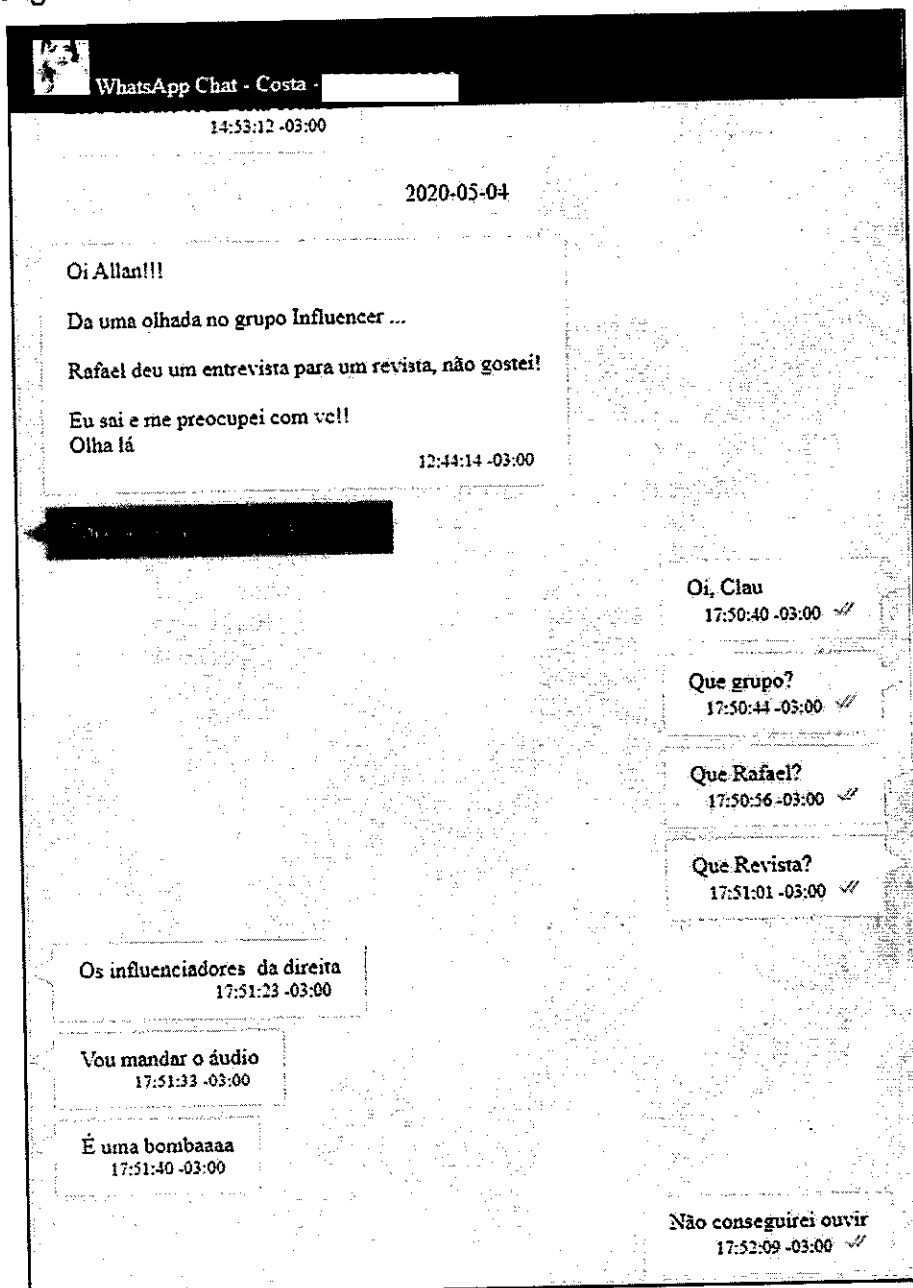 WhatsApp Chat - Costa -
14:53:12 -03:00
2020-05-04
Oi Allan!!!
Da uma olhada no grupo Influencer ...
Rafael deu um entrevista para um revista, não gostei!
Eu sai e me preocupei com vc!!
Olha lá
12:44:14 -03:00
Oi, Clau
17:50:40 -03:00
Que grupo?
17:50:44 -03:00
Que Rafael?
17:50:56 -03:00
Que Revista?
17:51:01 -03:00
Os influenciadores da direita
17:51:23 -03:00
Vou mandar o áudio
17:51:33 -03:00
É uma bombaaaa
17:51:40 -03:00
Não conseguirei ouvir
17:52:09 -03:00